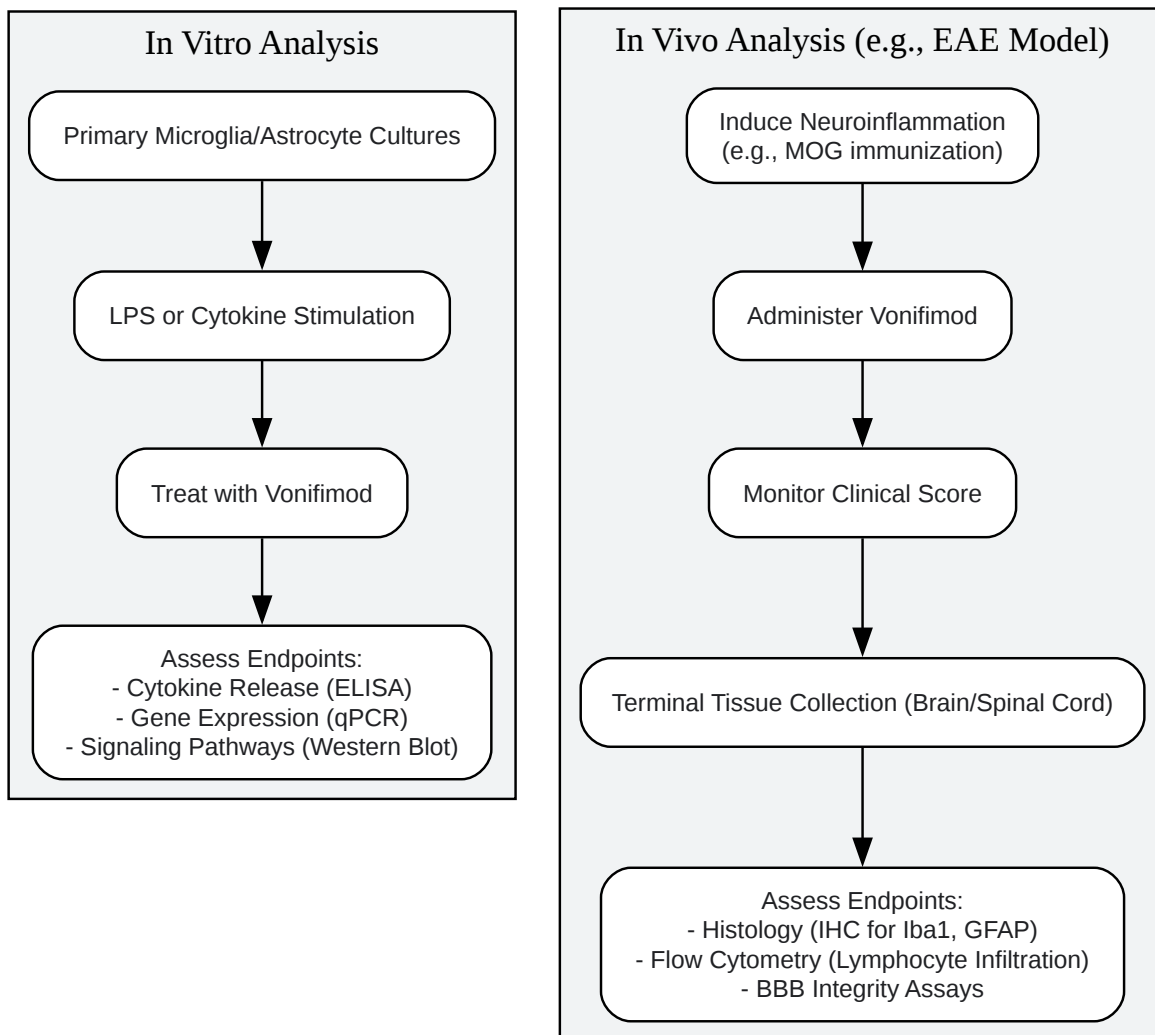 In Vitro Analysis
Primary Microglia/Astrocyte Cultures
LPS or Cytokine Stimulation
Treat with Vonifimod
Assess Endpoints:
- Cytokine Release (ELISA)
- Gene Expression (qPCR)
- Signaling Pathways (Western Blot)
In Vivo Analysis (e.g., EAE Model)
Induce Neuroinflammation
(e.g., MOG immunization)
Administer Vonifimod
Monitor Clinical Score
Terminal Tissue Collection (Brain/Spinal Cord)
Assess Endpoints:
- Histology (IHC for Iba1, GFAP)
- Flow Cytometry (Lymphocyte Infiltration)
- BBB Integrity Assays